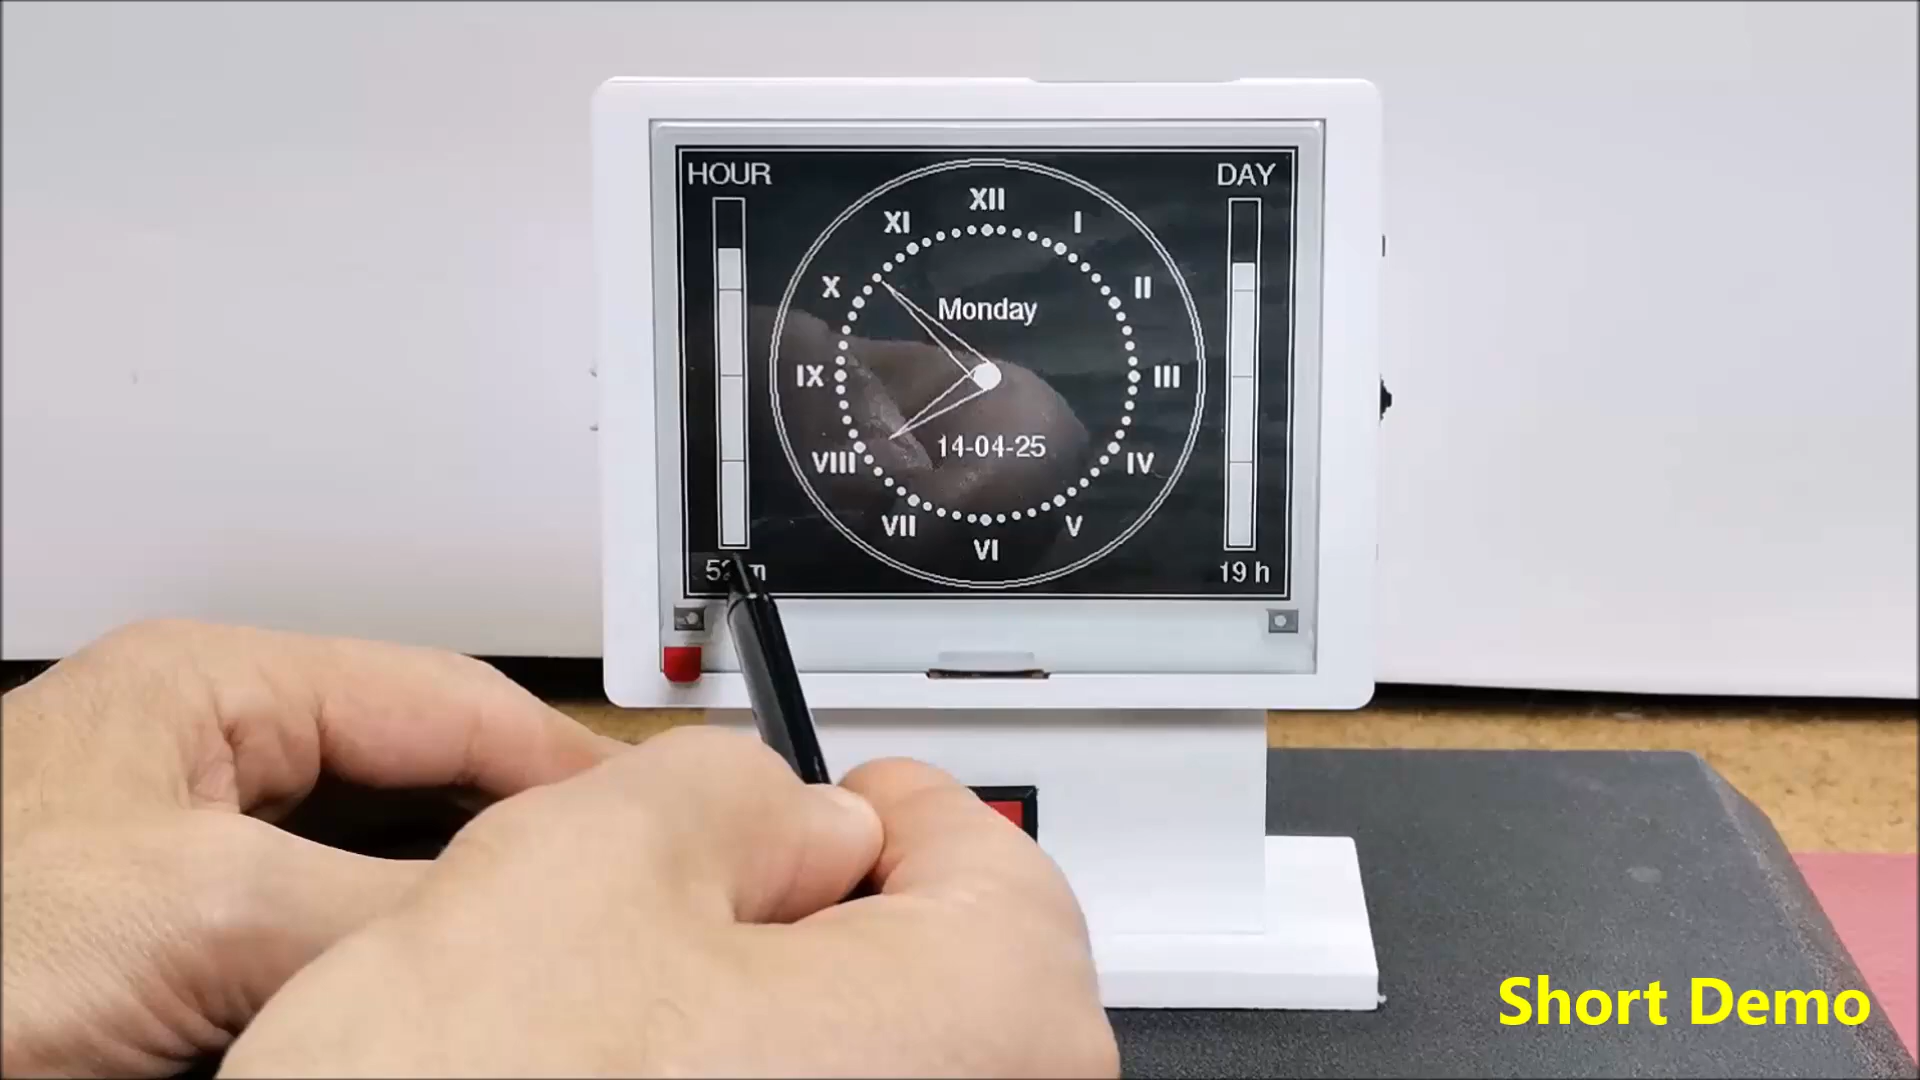 HOUR
DAY
XII
XI
I
X
II
Monday
IX
III
14-04-25
VIII
IV
VII
V
VI
19 h
Short Demo